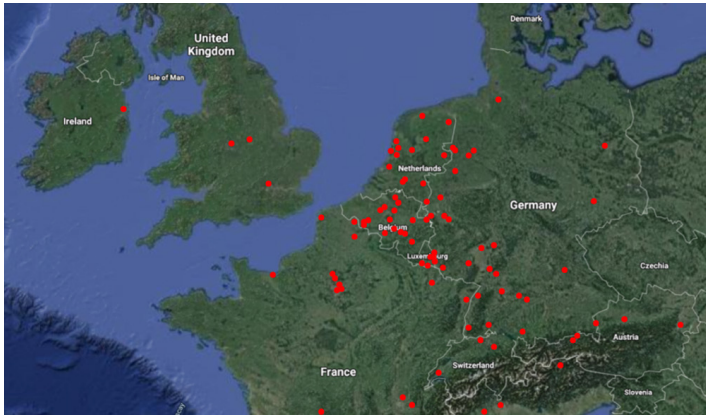 Denmark
United
Kingdom
Isle of Man
Ireland
Netherlands
Germany
Belgium
Luxembourg
Czechia
France
Switzerland
Austria
Slovenia